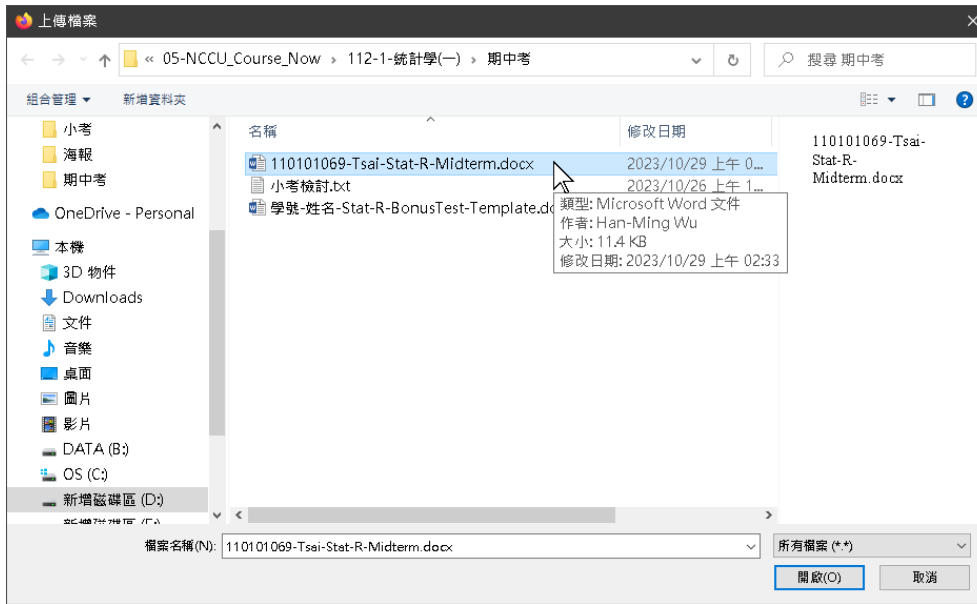 上傳檔案
« 05-NCCU_Course_Now › 112-1-統計學(一) › 期中考
搜尋 期中考
組合管理
新增資料夾
小考
海報
期中考
OneDrive - Personal
本機
3D 物件
Downloads
文件
音樂
桌面
圖片
影片
DATA (B:)
OS (C:)
新增磁碟區 (D:)
新增磁碟區 (E:)
名稱
修改日期
110101069-Tsai-Stat-R-Midterm.docx
2023/10/29 上午 0...
小考檢討.txt
2023/10/26 上午 1...
學號-姓名-Stat-R-BonusTest-Template.do
類型: Microsoft Word 文件
作者: Han-Ming Wu
大小: 11.4 KB
修改日期: 2023/10/29 上午 02:33
110101069-Tsai-
Stat-R-
Midterm.docx
檔案名稱(N):
110101069-Tsai-Stat-R-Midterm.docx
所有檔案 (*.*)
開啟(O)
取消